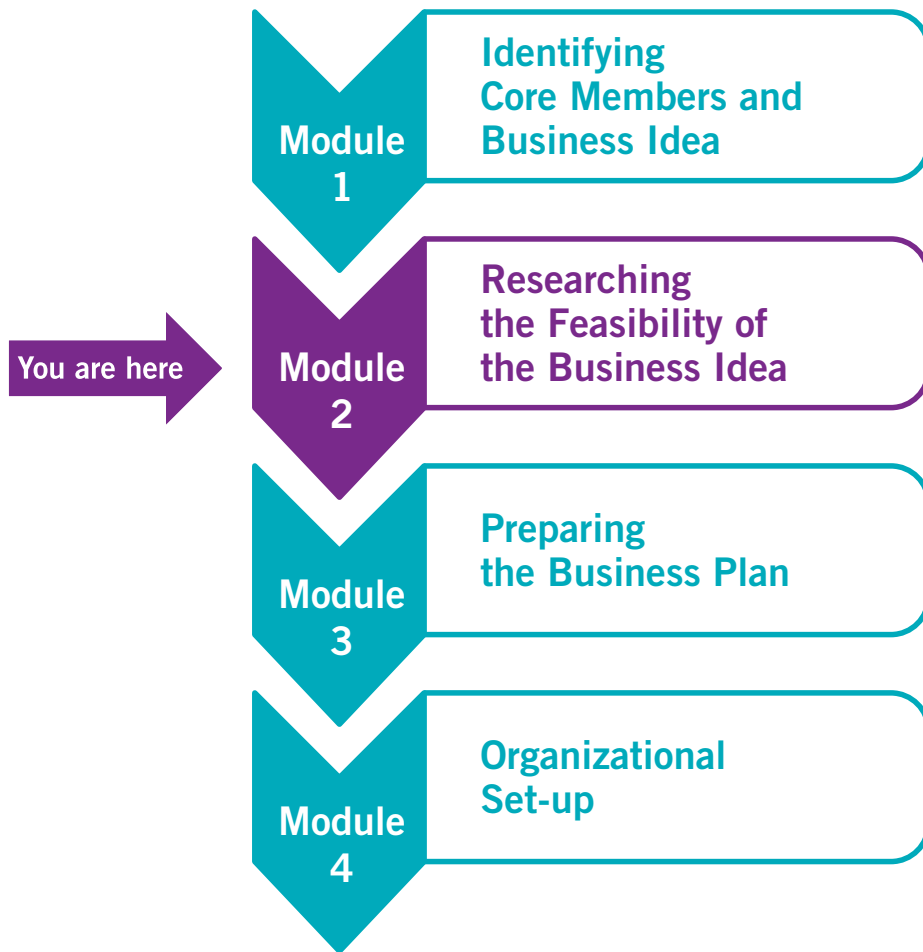 Module
1
Identifying
Core Members and
Business Idea
You are here
Module
2
Researching
the Feasibility of
the Business Idea
Module
3
Preparing
the Business Plan
Module
4
Organizational
Set-up